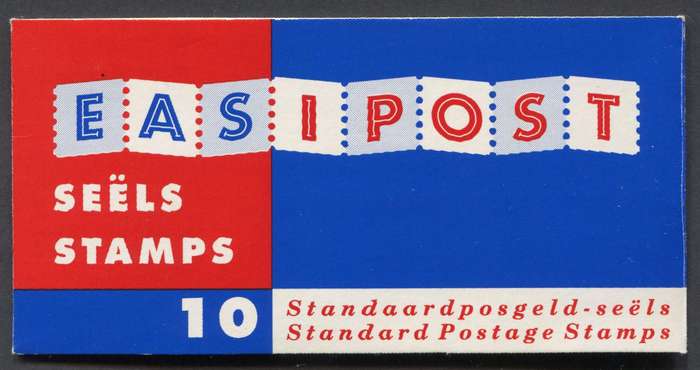 EASIPOST
SEËLS
STAMPS
10
Standaardposgeld-seëls
Standard Postage Stamps